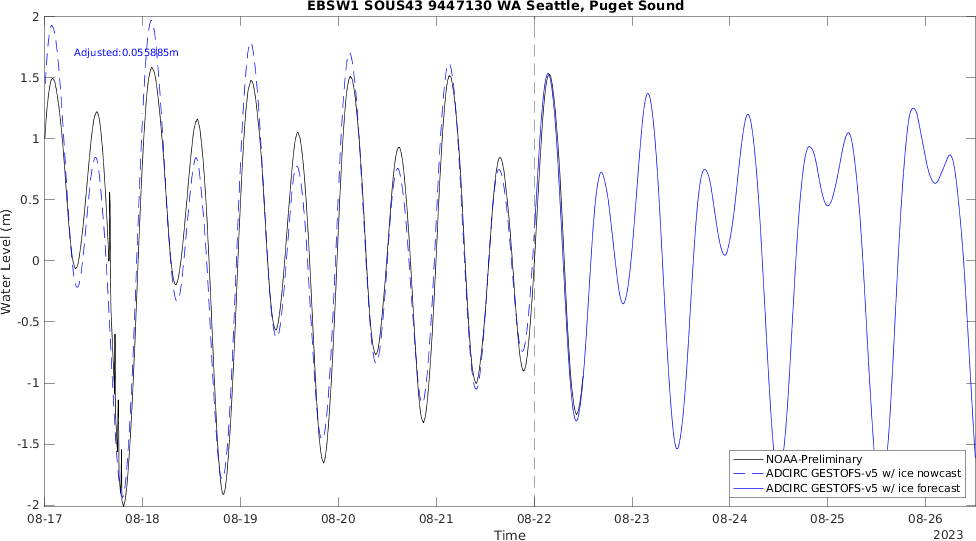 EBSW1 SOUS43 9447130 WA Seattle, Puget Sound
2
Adjusted:0.055885m
1.5
1
0.5
0
-0.5
-1
-1.5
-2
Water Level (m)
NOAA-Preliminary
ADCIRC GESTOFS-v5 w/ ice nowcast
ADCIRC GESTOFS-v5 w/ ice forecast
08-17 08-18 08-19 08-20 08-21 08-22 08-23 08-24 08-25 08-26
Time
2023